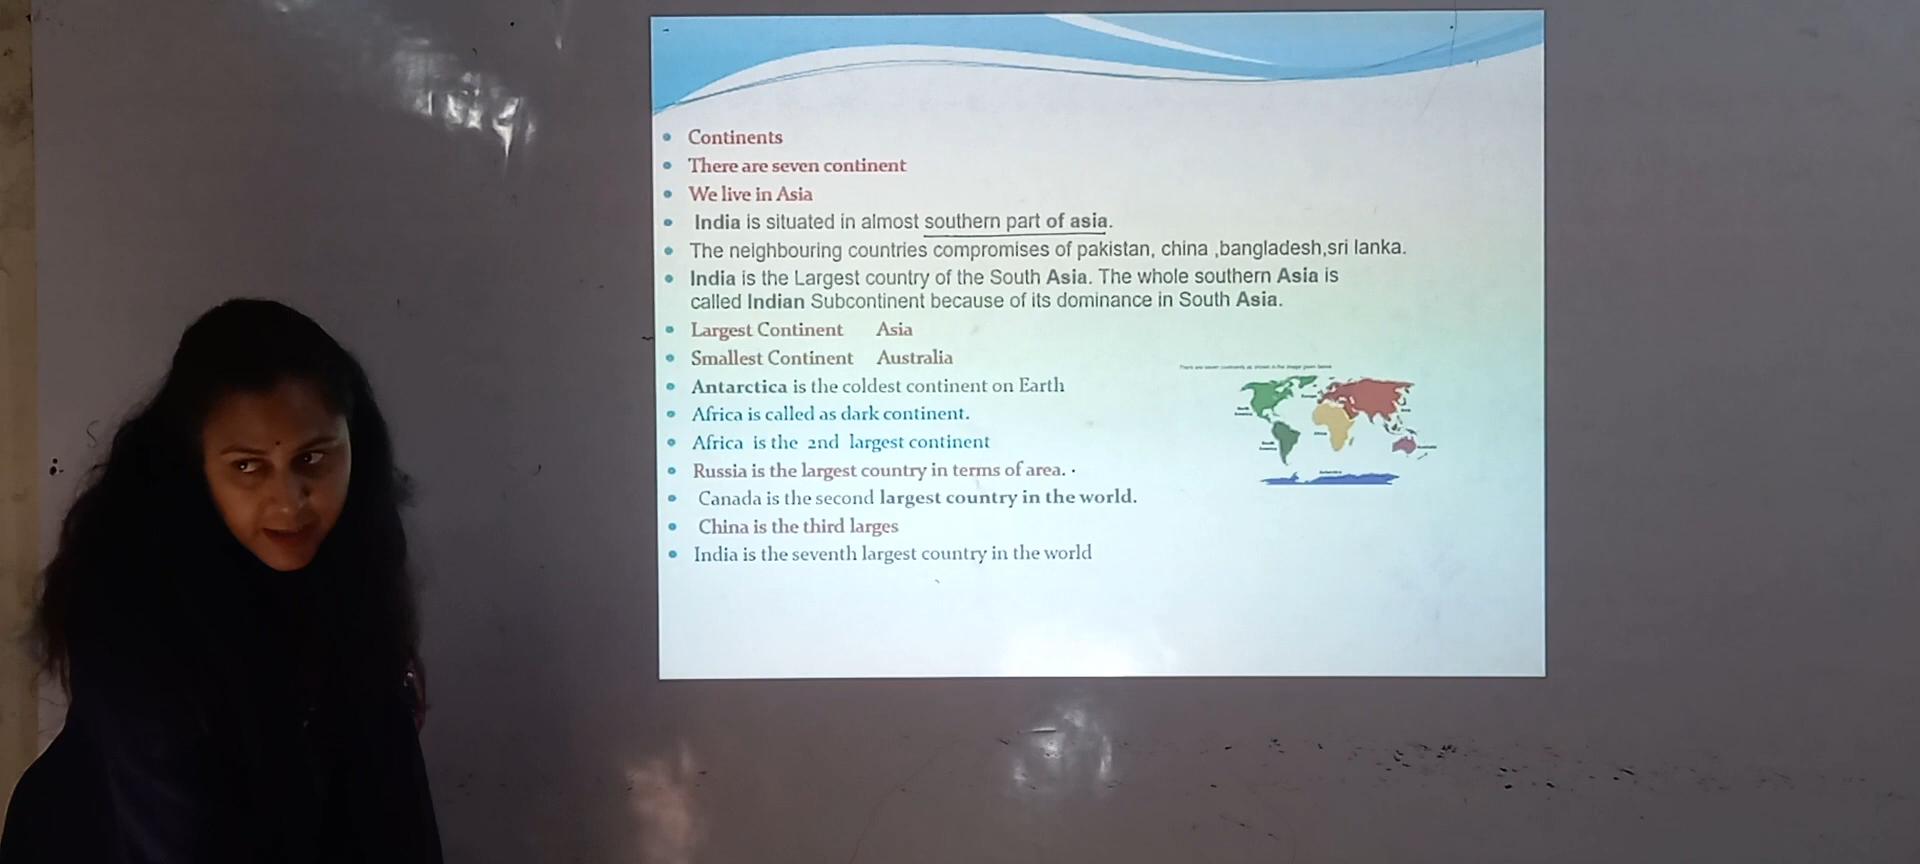 Continents
There are seven continent
We live in Asia
India is situated in almost southern part of asia.
The neighbouring countries compromises of pakistan, china ,bangladesh,sri lanka.
India is the Largest country of the South Asia. The whole southern Asia is
called Indian Subcontinent because of its dominance in South Asia.
Largest Continent Asia
Smallest Continent Australia
Antarctica is the coldest continent on Earth
Africa is called as dark continent.
Africa is the 2nd largest continent
Russia is the largest country in terms of area. ·
Canada is the second largest country in the world.
China is the third larges
India is the seventh largest country in the world